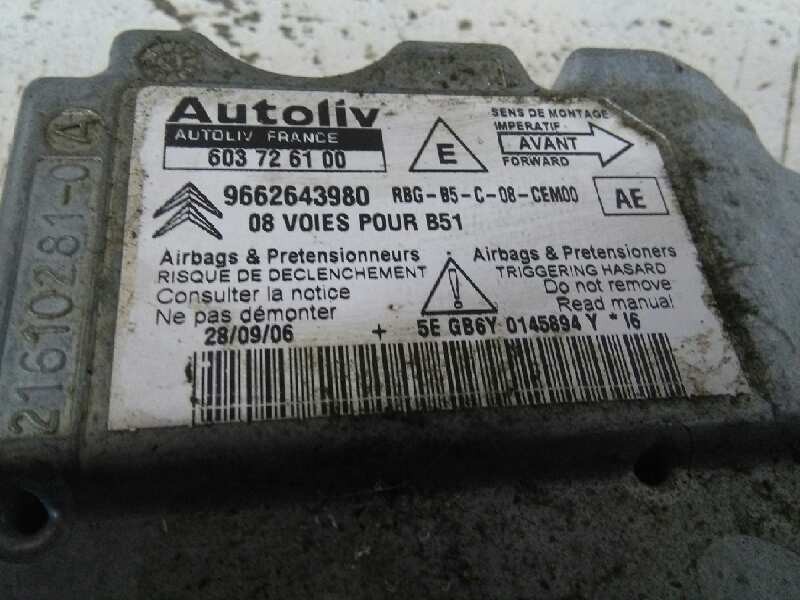 Autoliv
AUTOLIV FRANCE
603 72 61 00
E
SENS DE MONTAGE
IMPERATIF
AVANT
FORWARD
9662643980 RBG-B5-C-08-CEM00
AE
08 VOIES POUR B51
Airbags & Pretensionneurs
RISQUE DE DECLENCHEMENT
Consulter la notice
Ne pas démonter
Airbags & Pretensioners
TRIGGERING HASARD
Do not remove
Read manual
28/09/06 + 5E GB6Y 0145894 Y * I6
21610281-0 A